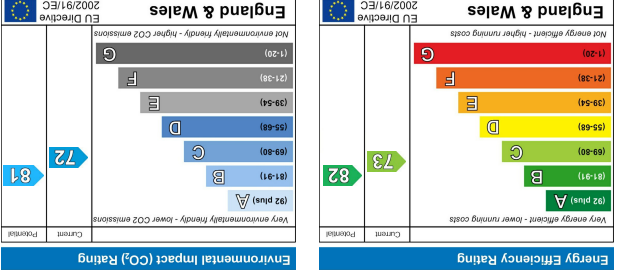 Energy Efficiency Rating
Current
Potential
Very energy efficient - lower running costs
(92 plus) A
(81-91) B
(69-80) C
(55-68) D
(39-54) E
(21-38) F
(1-20) G
Not energy efficient - higher running costs
73
82
England & Wales
EU Directive
2002/91/EC
Environmental Impact (CO₂) Rating
Current
Potential
Very environmentally friendly - lower CO2 emissions
(92 plus) A
(81-91) B
(69-80) C
(55-68) D
(39-54) E
(21-38) F
(1-20) G
Not environmentally friendly - higher CO2 emissions
72
81
England & Wales
EU Directive
2002/91/EC